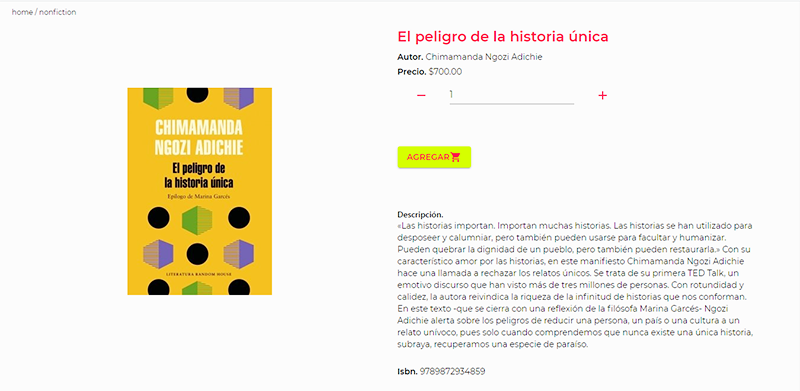 home / nonfiction
El peligro de la historia única
Autor. Chimamanda Ngozi Adichie
Precio. $700.00
− 1 +
AGREGAR
CHIMAMANDA
NGOZI ADICHIE
El peligro de
la historia única
Epílogo de Marina Garcés
LITERATURA RANDOM HOUSE
Descripción.
«Las historias importan. Importan muchas historias. Las historias se han utilizado para
desposeer y calumniar, pero también pueden usarse para facultar y humanizar.
Pueden quebrar la dignidad de un pueblo, pero también pueden restaurarla.» Con su
característico amor por las historias, en este manifiesto Chimamanda Ngozi Adichie
hace una llamada a rechazar los relatos únicos. Se trata de su primera TED Talk, un
emotivo discurso que han visto más de tres millones de personas. Con rotundidad y
calidez, la autora reivindica la riqueza de la infinitud de historias que nos conforman.
En este texto -que se cierra con una reflexión de la filósofa Marina Garcés- Ngozi
Adichie alerta sobre los peligros de reducir una persona, un país o una cultura a un
relato unívoco, pues solo cuando comprendemos que nunca existe una única historia,
subraya, recuperamos una especie de paraíso.
Isbn. 9789872934859